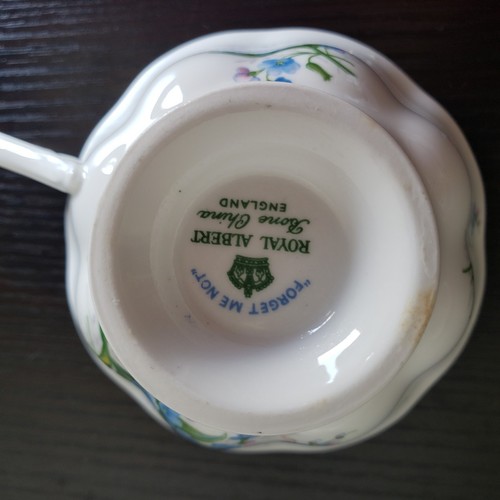 "FORGET ME NOT"
ROYAL ALBERT
Bone China
ENGLAND